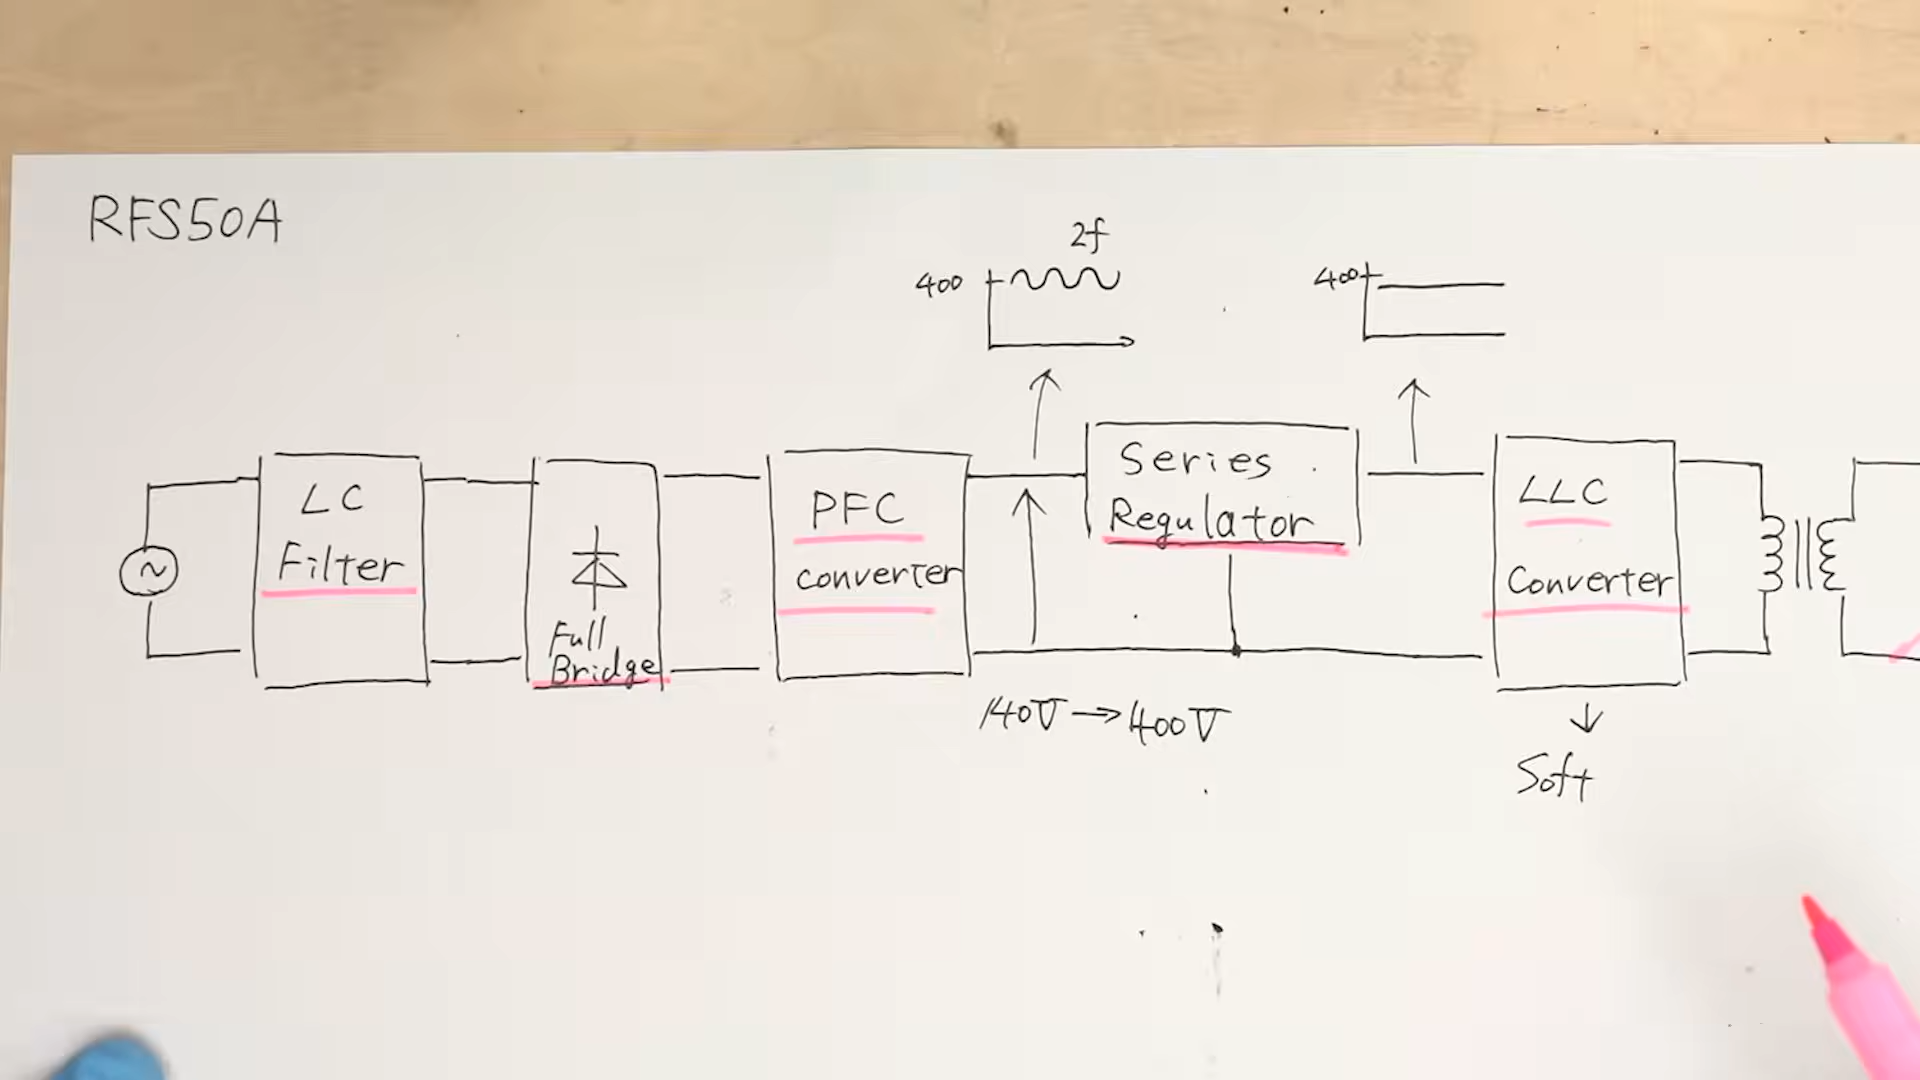 RFS50A
2f
400
400
LC
Filter
Full
Bridge
PFC
converter
Series
Regulator
LLC
Converter
140V→400V
Soft